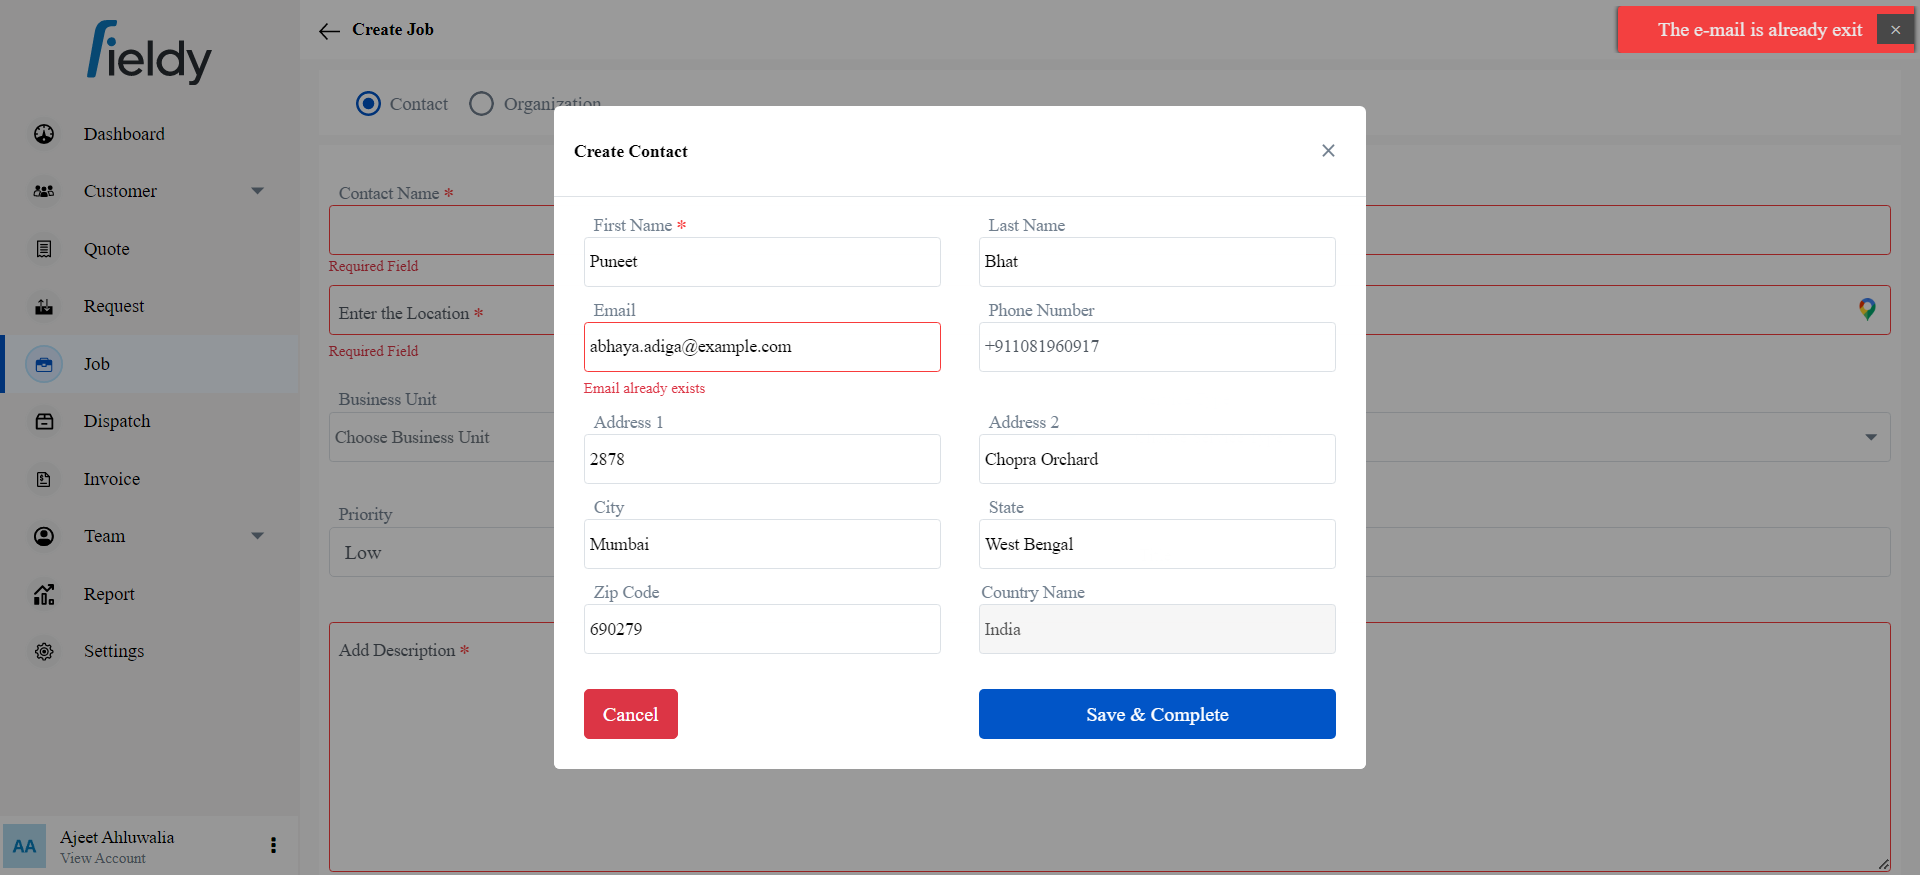 fieldy
Dashboard
Customer
Quote
Request
Job
Dispatch
Invoice
Team
Report
Settings
AA
Ajeet Ahluwalia
View Account
Create Job
The e-mail is already exit
×
Contact
Organization
Contact Name *
Required Field
Enter the Location *
Required Field
Business Unit
Choose Business Unit
Priority
Low
Add Description *
Create Contact
First Name *
Puneet
Last Name
Bhat
Email
abhaya.adiga@example.com
Email already exists
Phone Number
+911081960917
Address 1
2878
Address 2
Chopra Orchard
City
Mumbai
State
West Bengal
Zip Code
690279
Country Name
India
Cancel
Save & Complete